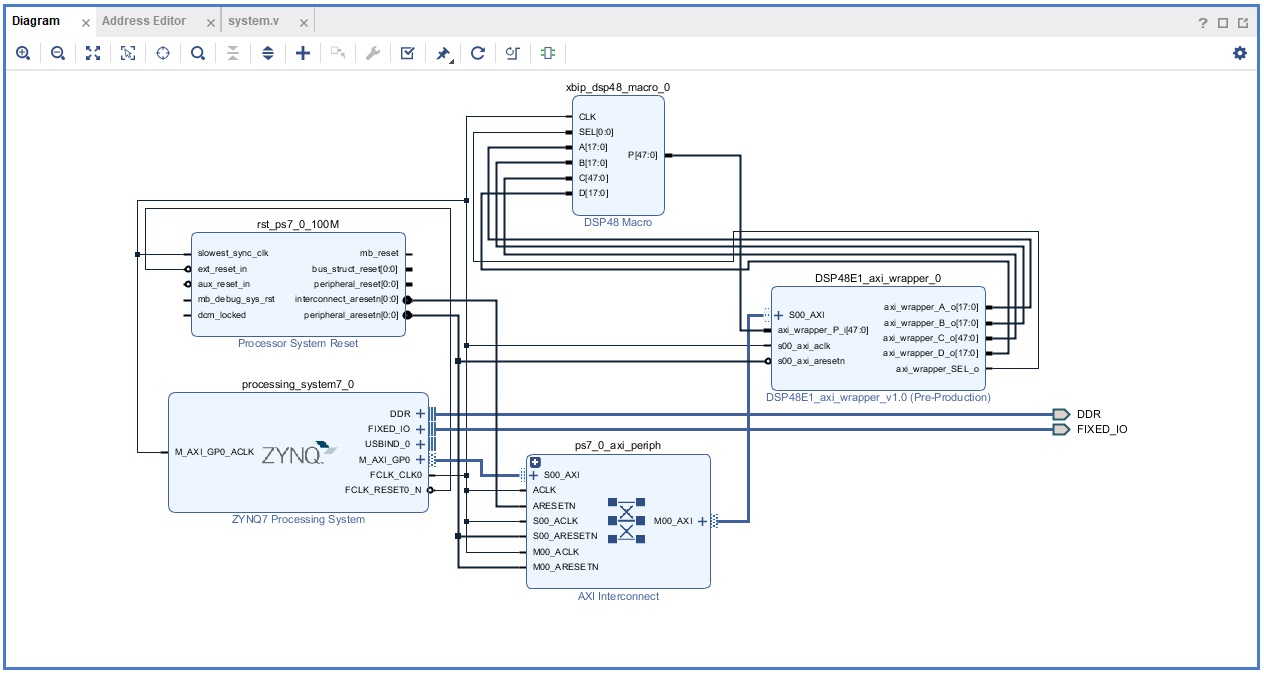 Diagram
Address Editor
system.v
xbip_dsp48_macro_0
CLK
SEL[0:0]
A[17:0]
B[17:0]
C[47:0]
D[17:0]
P[47:0]
DSP48 Macro
rst_ps7_0_100M
slowest_sync_clk
ext_reset_in
aux_reset_in
mb_debug_sys_rst
dcm_locked
mb_reset
bus_struct_reset[0:0]
peripheral_reset[0:0]
interconnect_aresetn[0:0]
peripheral_aresetn[0:0]
Processor System Reset
DSP48E1_axi_wrapper_0
S00_AXI
axi_wrapper_P_i[47:0]
s00_axi_aclk
s00_axi_aresetn
axi_wrapper_A_o[17:0]
axi_wrapper_B_o[17:0]
axi_wrapper_C_o[47:0]
axi_wrapper_D_o[17:0]
axi_wrapper_SEL_o
DSP48E1_axi_wrapper_v1.0 (Pre-Production)
processing_system7_0
M_AXI_GP0_ACLK
ZYNQ
DDR
FIXED_IO
USBIND_0
M_AXI_GP0
FCLK_CLK0
FCLK_RESET0_N
ZYNQ7 Processing System
DDR
FIXED_IO
ps7_0_axi_periph
S00_AXI
ACLK
ARESETN
S00_ACLK
S00_ARESETN
M00_ACLK
M00_ARESETN
M00_AXI
AXI Interconnect